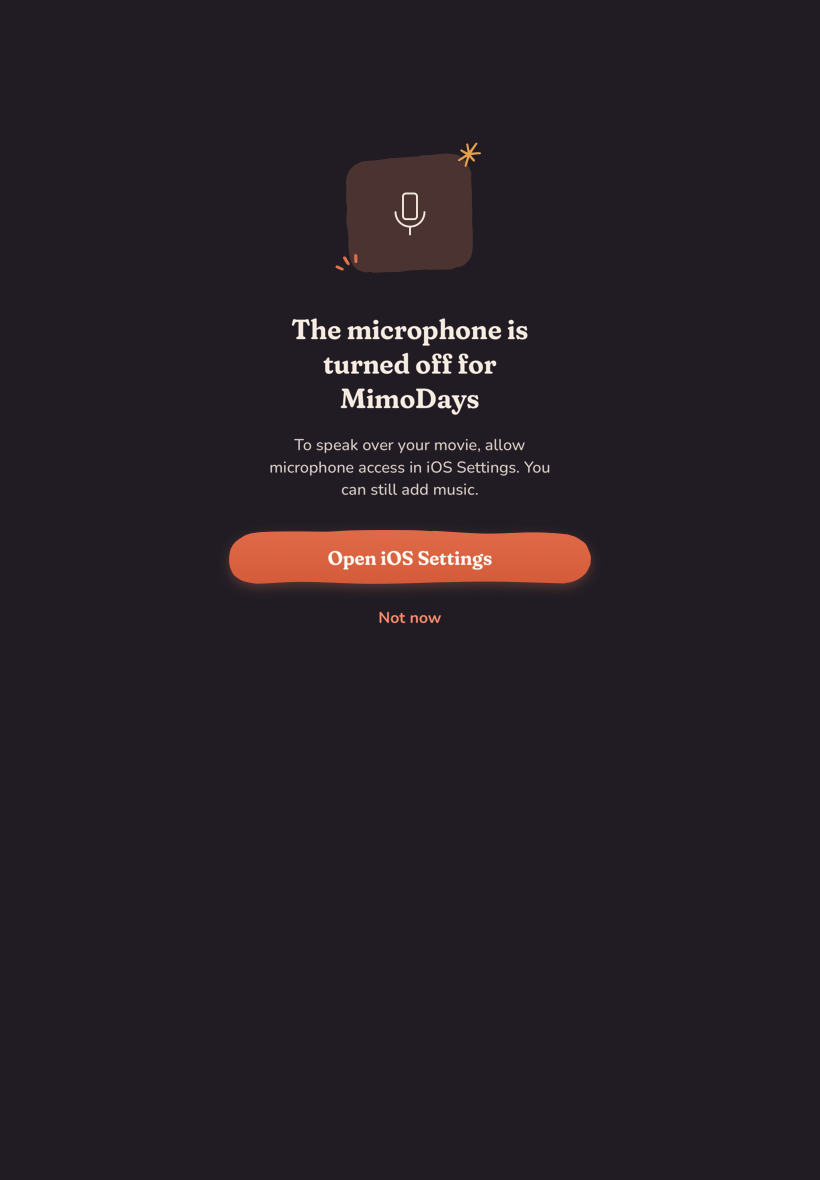 The microphone is
turned off for
MimoDays
To speak over your movie, allow
microphone access in iOS Settings. You
can still add music.
Open iOS Settings
Not now